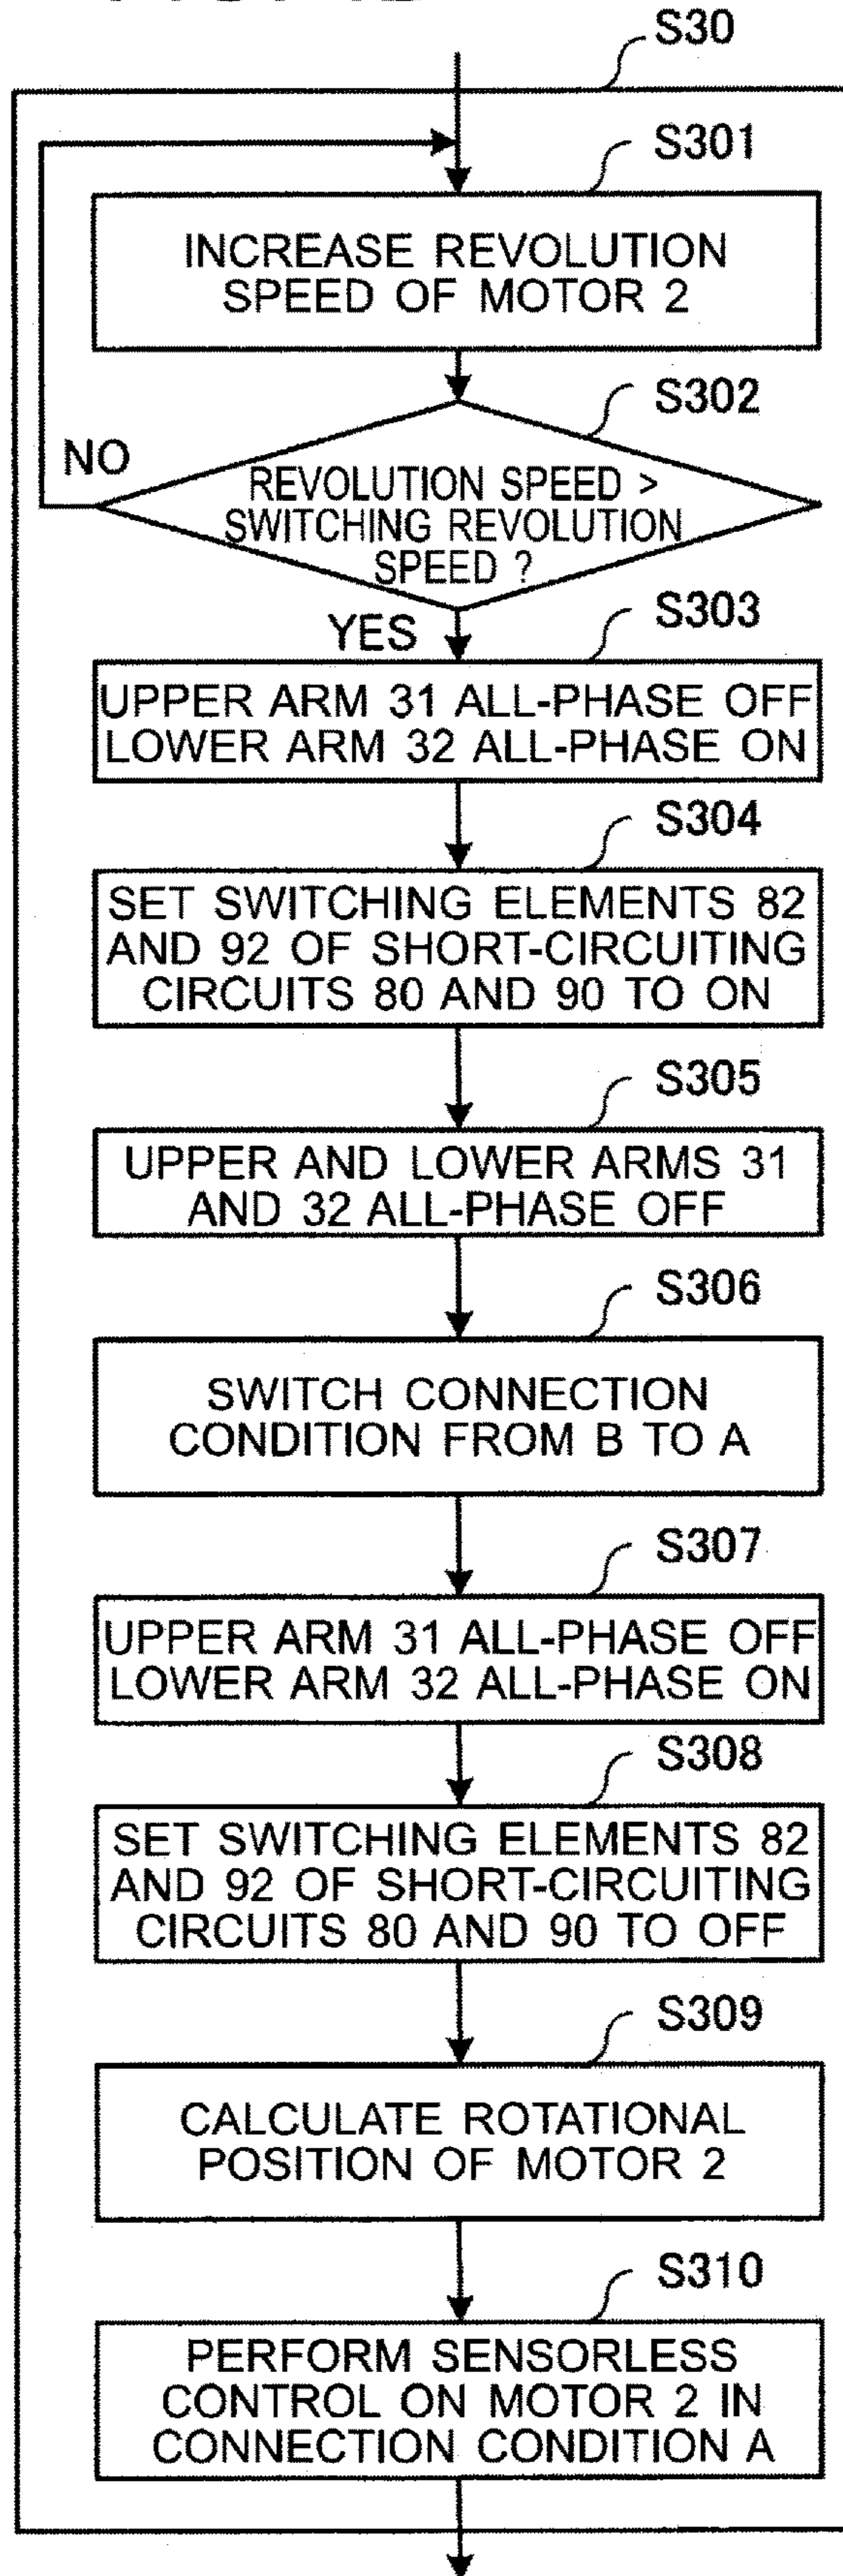 S30
S301
INCREASE REVOLUTION
SPEED OF MOTOR 2
S302
NO
REVOLUTION SPEED >
SWITCHING REVOLUTION
SPEED ?
YES
S303
UPPER ARM 31 ALL-PHASE OFF
LOWER ARM 32 ALL-PHASE ON
S304
SET SWITCHING ELEMENTS 82
AND 92 OF SHORT-CIRCUITING
CIRCUITS 80 AND 90 TO ON
S305
UPPER AND LOWER ARMS 31
AND 32 ALL-PHASE OFF
S306
SWITCH CONNECTION
CONDITION FROM B TO A
S307
UPPER ARM 31 ALL-PHASE OFF
LOWER ARM 32 ALL-PHASE ON
S308
SET SWITCHING ELEMENTS 82
AND 92 OF SHORT-CIRCUITING
CIRCUITS 80 AND 90 TO OFF
S309
CALCULATE ROTATIONAL
POSITION OF MOTOR 2
S310
PERFORM SENSORLESS
CONTROL ON MOTOR 2 IN
CONNECTION CONDITION A